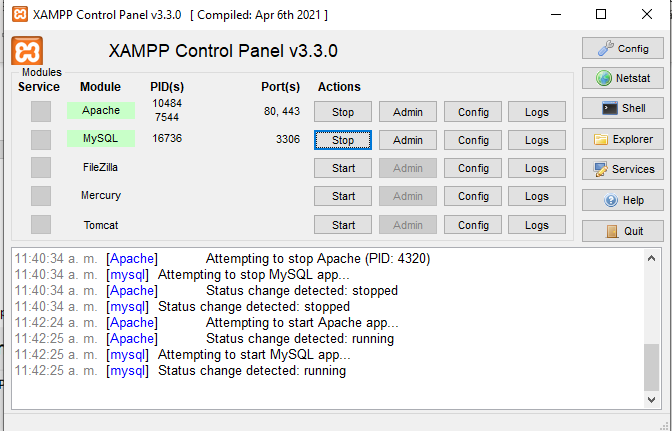 XAMPP Control Panel v3.3.0 [ Compiled: Apr 6th 2021 ]
XAMPP Control Panel v3.3.0
Config
Modules
Service Module PID(s) Port(s) Actions
Netstat
Apache 10484 7544 80, 443 Stop Admin Config Logs
Shell
MySQL 16736 3306 Stop Admin Config Logs
Explorer
FileZilla Start Admin Config Logs
Services
Mercury Start Admin Config Logs
Help
Tomcat Start Admin Config Logs
Quit
11:40:34 a. m. [Apache] Attempting to stop Apache (PID: 4320)
11:40:34 a. m. [mysql] Attempting to stop MySQL app...
11:40:34 a. m. [Apache] Status change detected: stopped
11:40:34 a. m. [mysql] Status change detected: stopped
11:42:24 a. m. [Apache] Attempting to start Apache app...
11:42:25 a. m. [Apache] Status change detected: running
11:42:25 a. m. [mysql] Attempting to start MySQL app...
11:42:25 a. m. [mysql] Status change detected: running